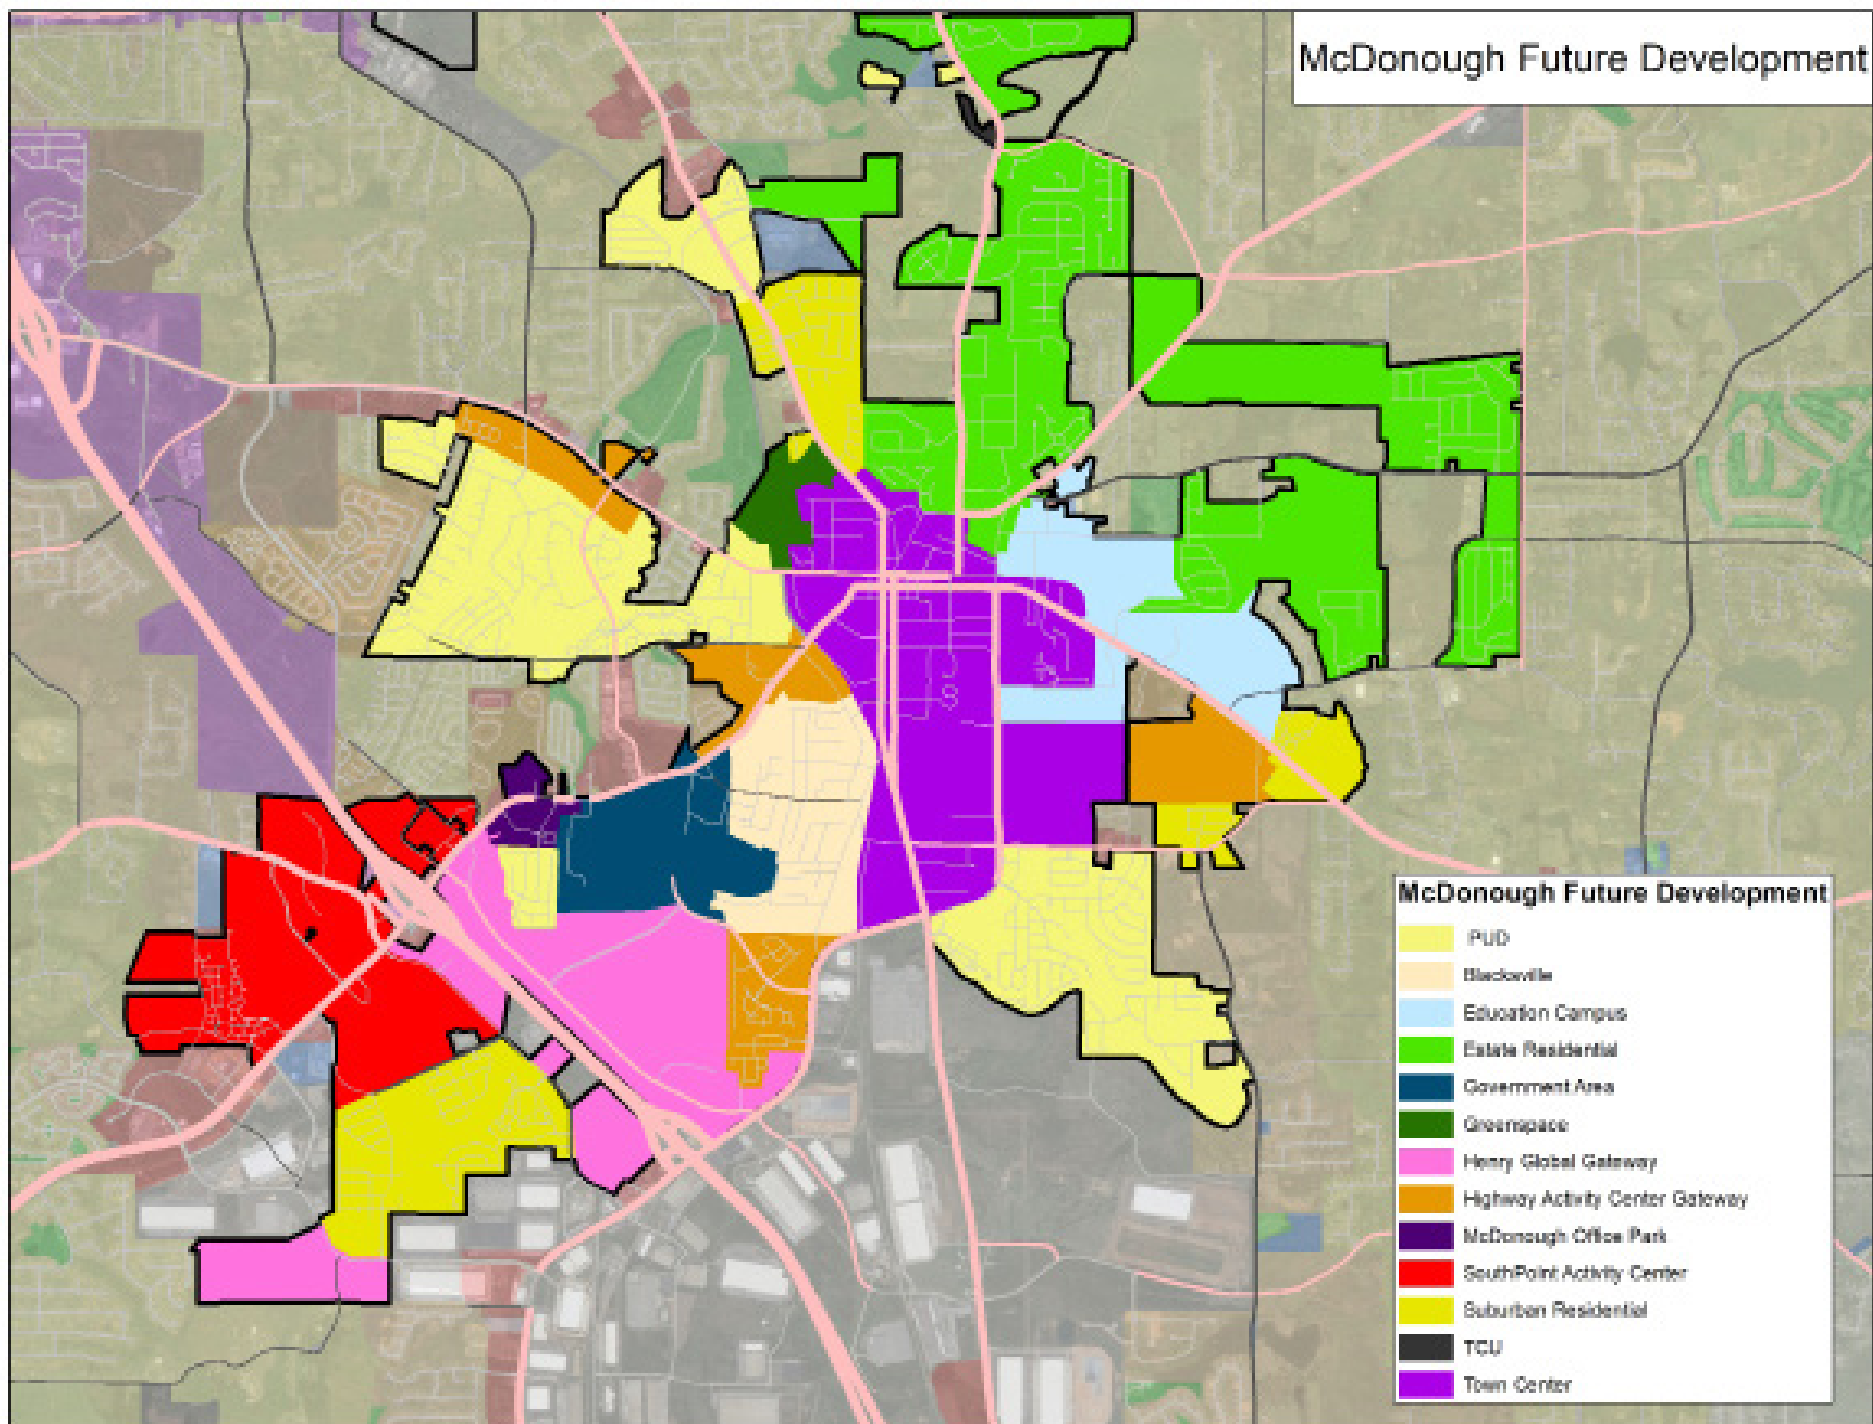 McDonough Future Development
McDonough Future Development
PUD
Blacksville
Education Campus
Estate Residential
Government Area
Greenspace
Henry Global Gateway
Highway Activity Center Gateway
McDonough Office Park
SouthPoint Activity Center
Suburban Residential
TCU
Town Center